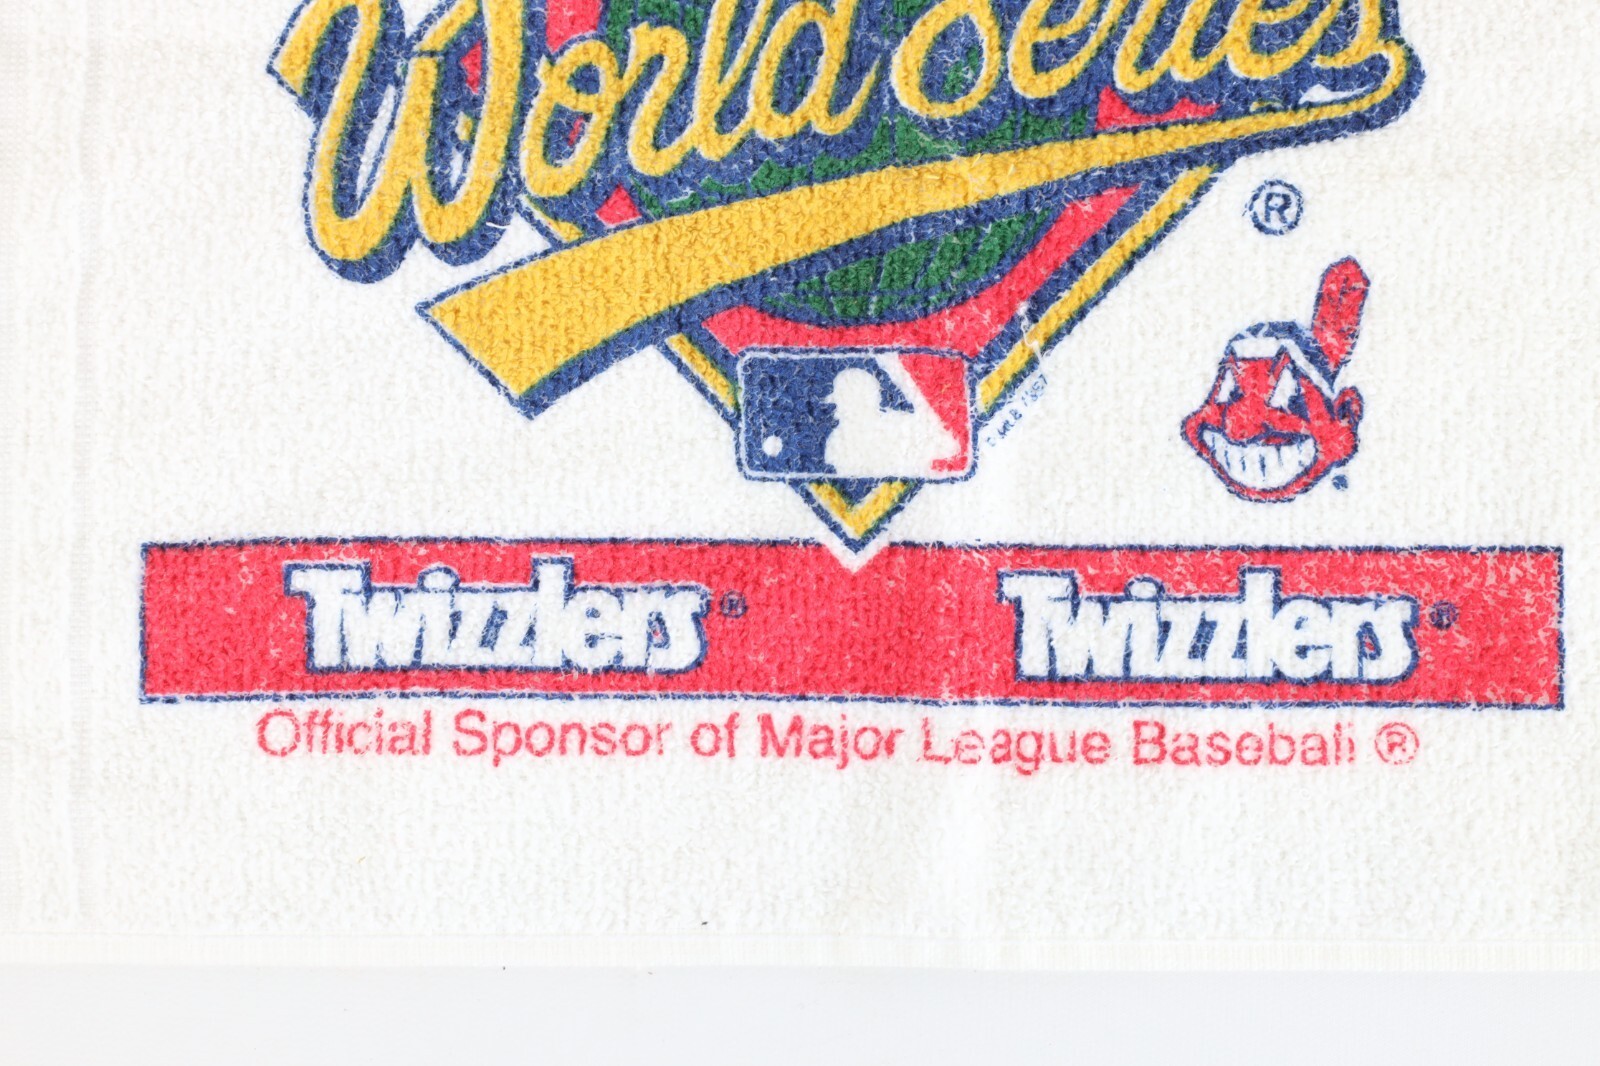 World Series
®
Twizzlers® Twizzlers®
Official Sponsor of Major League Baseball ®